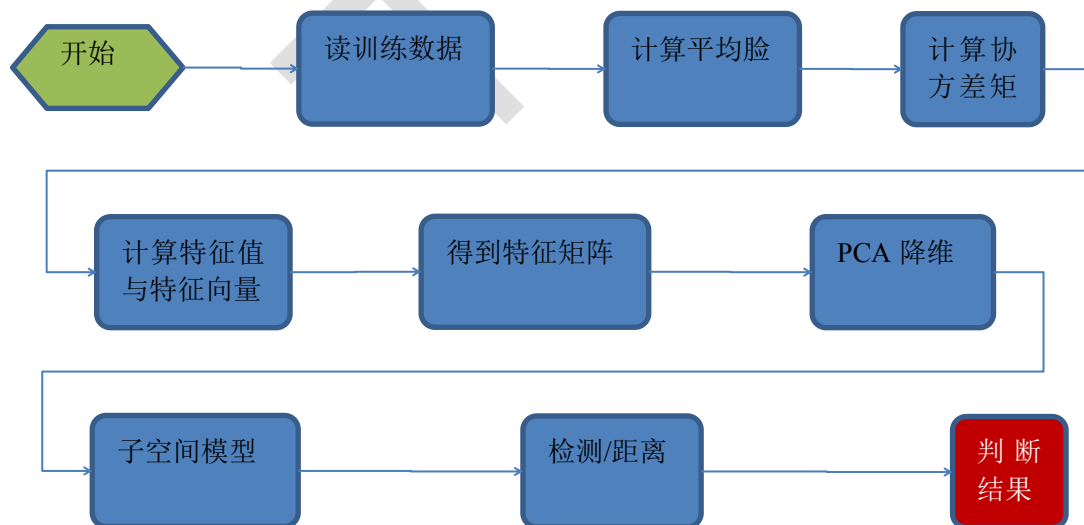 开始
读训练数据
计算平均脸
计算协
方差矩
计算特征值
与特征向量
得到特征矩阵
PCA 降维
子空间模型
检测/距离
判断
结果